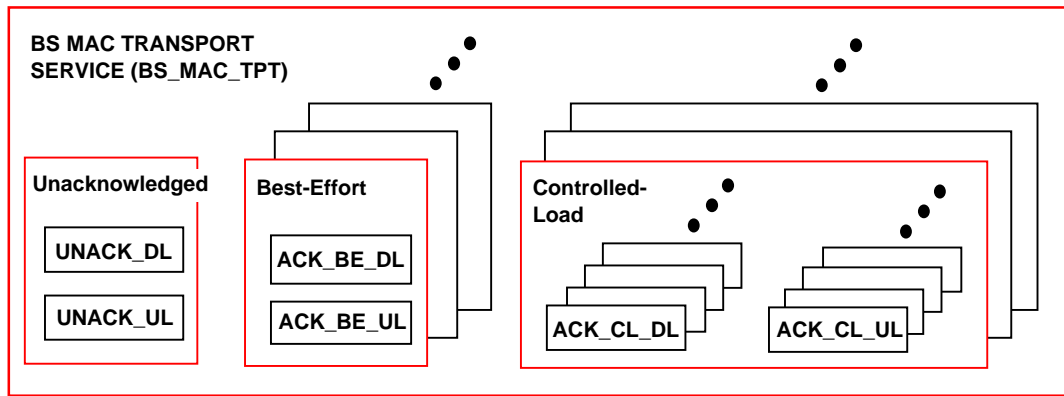 BS MAC TRANSPORT
SERVICE (BS_MAC_TPT)
Unacknowledged
UNACK_DL
UNACK_UL
Best-Effort
ACK_BE_DL
ACK_BE_UL
Controlled-
Load
ACK_CL_DL
ACK_CL_UL